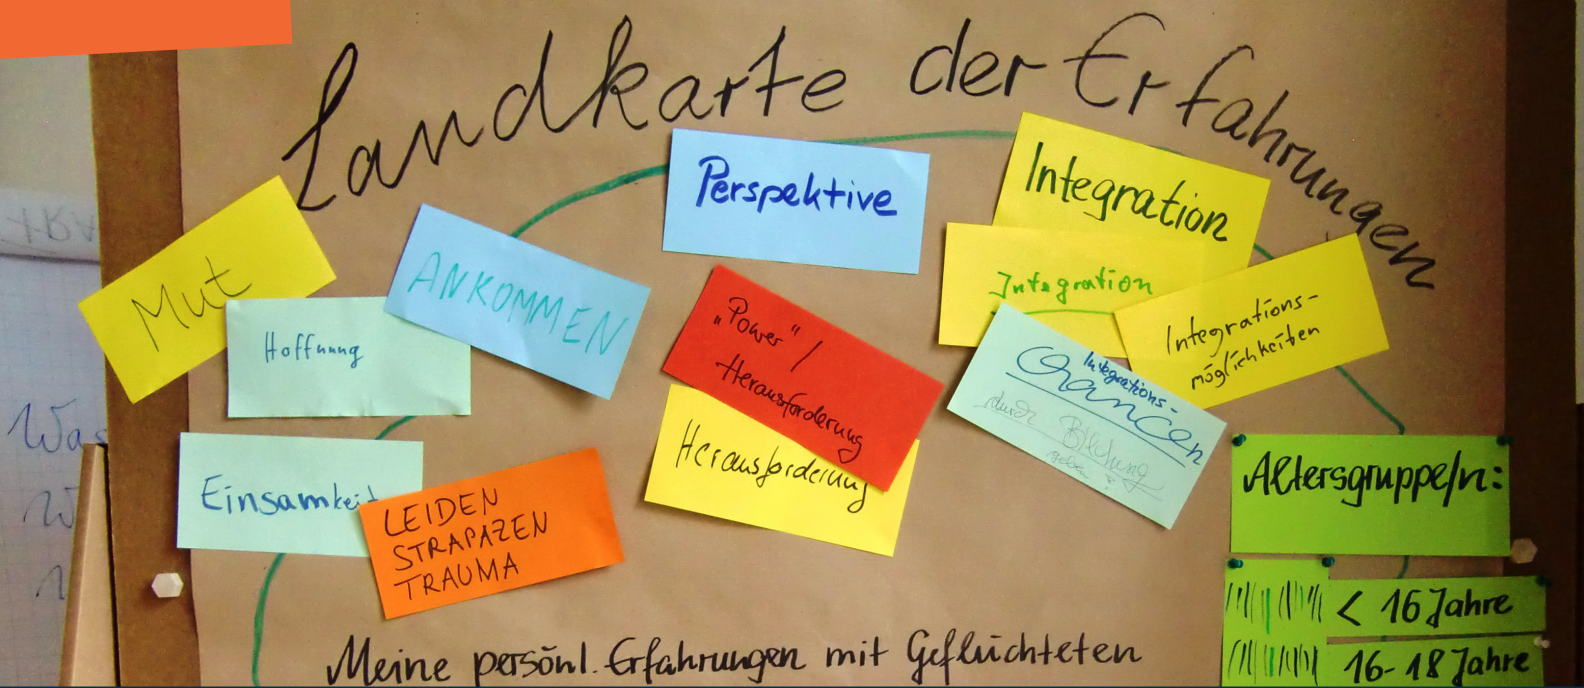 Landkarte der Erfahrungen
Perspektive
Integration
Mut
ANKOMMEN
Integration
Integrations-
möglichkeiten
Hoffnung
"Power" /
Herausforderung
Integrations-
Chancen
durch Bildung
Herausforderung
Einsamkeit
LEIDEN
STRAPAZEN
TRAUMA
Altersgruppe/n:
< 16 Jahre
16-18 Jahre
Meine persönl. Erfahrungen mit Geflüchteten
Was